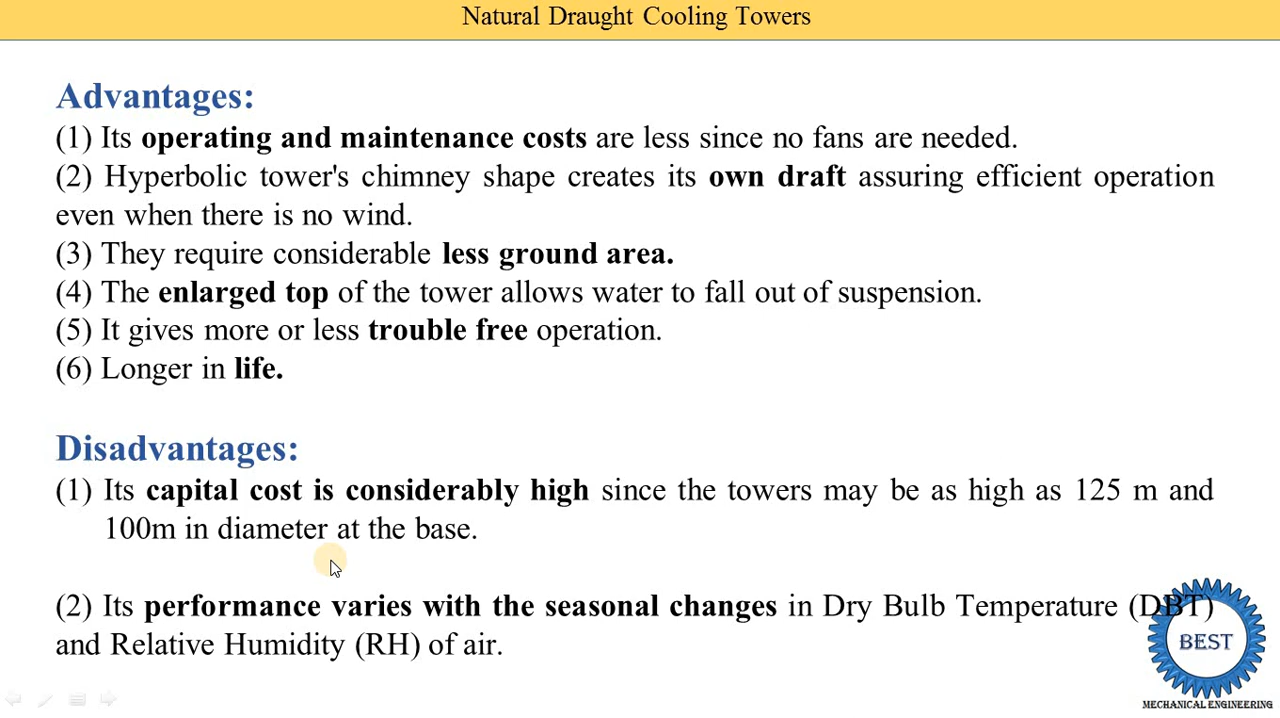 Natural Draught Cooling Towers
Advantages:
(1) Its operating and maintenance costs are less since no fans are needed.
(2) Hyperbolic tower's chimney shape creates its own draft assuring efficient operation
even when there is no wind.
(3) They require considerable less ground area.
(4) The enlarged top of the tower allows water to fall out of suspension.
(5) It gives more or less trouble free operation.
(6) Longer in life.
Disadvantages:
(1) Its capital cost is considerably high since the towers may be as high as 125 m and
100m in diameter at the base.
(2) Its performance varies with the seasonal changes in Dry Bulb Temperature (DBT)
and Relative Humidity (RH) of air.
BEST
MECHANICAL ENGINEERING